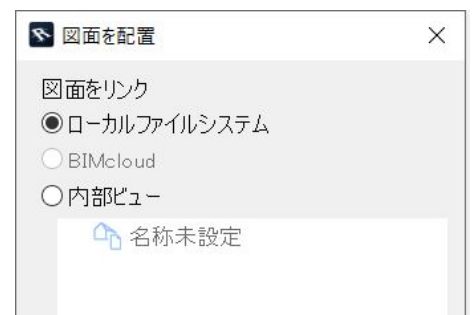 図面を配置
図面をリンク
ローカルファイルシステム
BIMcloud
内部ビュー
名称未設定